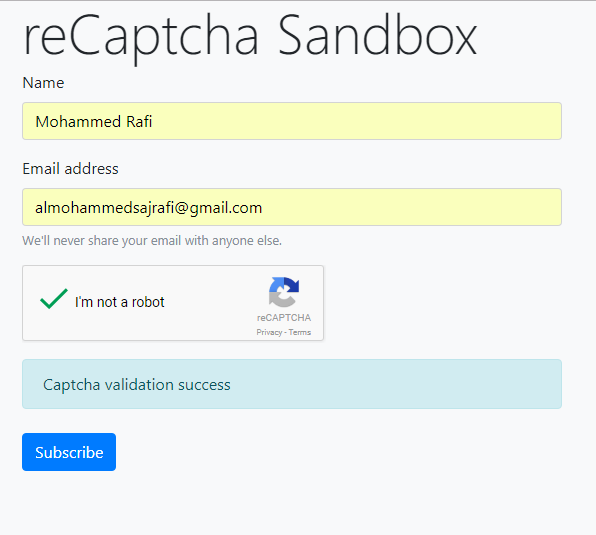 reCaptcha Sandbox
Name
Mohammed Rafi
Email address
almohammedsajrafi@gmail.com
We'll never share your email with anyone else.
I'm not a robot
reCAPTCHA
Privacy - Terms
Captcha validation success
Subscribe